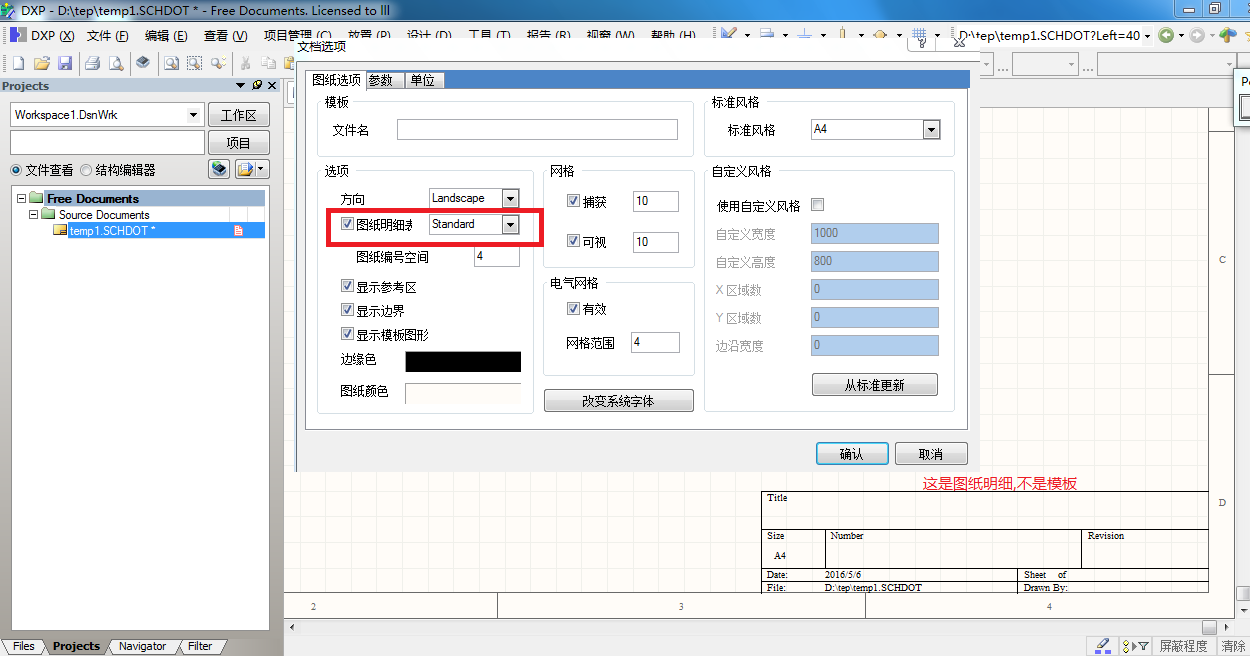 DXP - D:\tep\temp1.SCHDOT * - Free Documents. Licensed to lll
DXP (X) 文件 (F) 编辑 (E) 查看 (V) 项目管理 (C) 放置 (P) 设计 (D) 工具 (T) 报告 (R) 视窗 (W) 帮助 (H) D:\tep\temp1.SCHDOT?Left=40
Projects
Workspace1.DsnWrk 工作区
项目
文件查看 结构编辑器
Free Documents
Source Documents
temp1.SCHDOT *
文档选项
图纸选项 参数 单位
模板
文件名
标准风格
标准风格 A4
选项
方向 Landscape
图纸明细表 Standard
图纸编号空间 4
显示参考区
显示边界
显示模板图形
边缘色
图纸颜色
网格
捕获 10
可视 10
电气网格
有效
网格范围 4
改变系统字体
自定义风格
使用自定义风格
自定义宽度 1000
自定义高度 800
X 区域数 0
Y 区域数 0
边沿宽度 0
从标准更新
确认 取消
C
D
这是图纸明细,不是模板
Title
Size Number Revision
A4
Date: 2016/5/6 Sheet of
File: D:\tep\temp1.SCHDOT Drawn By:
2 3 4
Files Projects Navigator Filter
屏蔽程度 清除